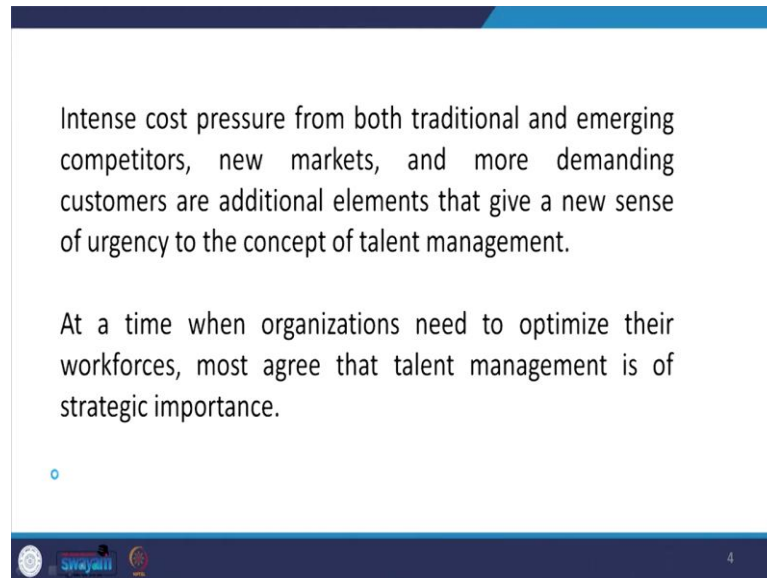 Intense cost pressure from both traditional and emerging
competitors, new markets, and more demanding
customers are additional elements that give a new sense
of urgency to the concept of talent management.
At a time when organizations need to optimize their
workforces, most agree that talent management is of
strategic importance.
swayam
4